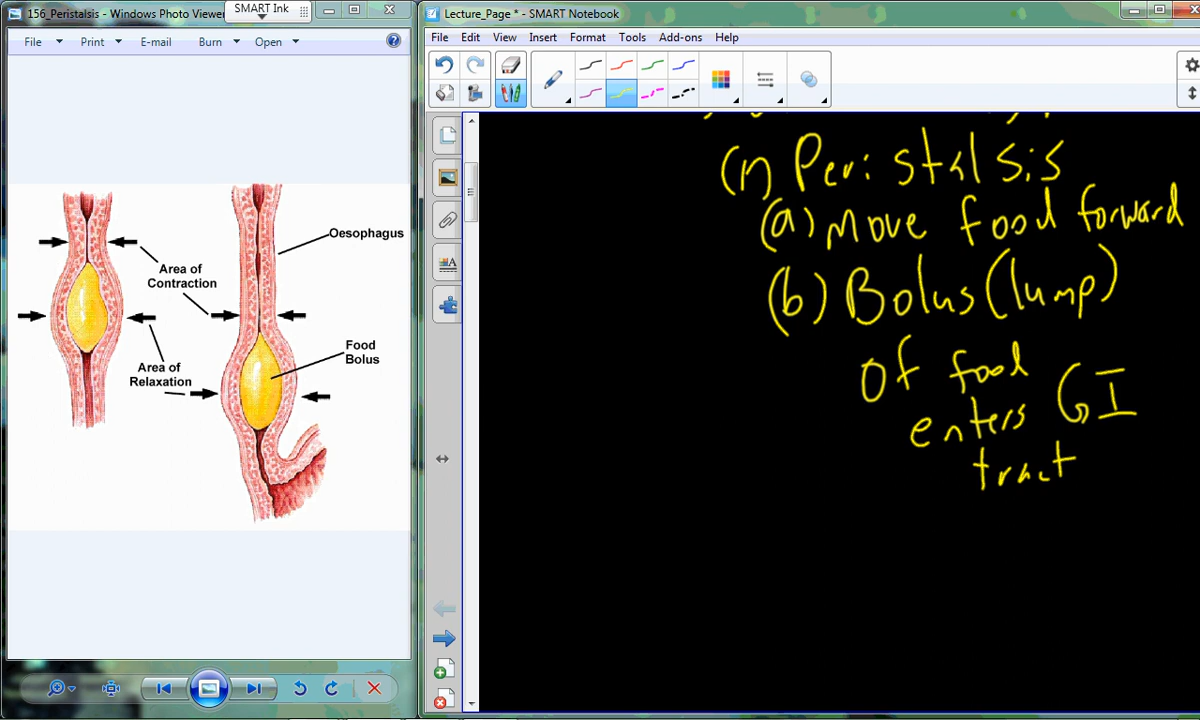 156_Peristalsis - Windows Photo Viewer
SMART Ink
File Print E-mail Burn Open
Oesophagus
Area of
Contraction
Food
Bolus
Area of
Relaxation
Lecture_Page * - SMART Notebook
File Edit View Insert Format Tools Add-ons Help
(1) Peristalsis
(a) Move food forward
(b) Bolus (lump)
Of food
enters GI
tract